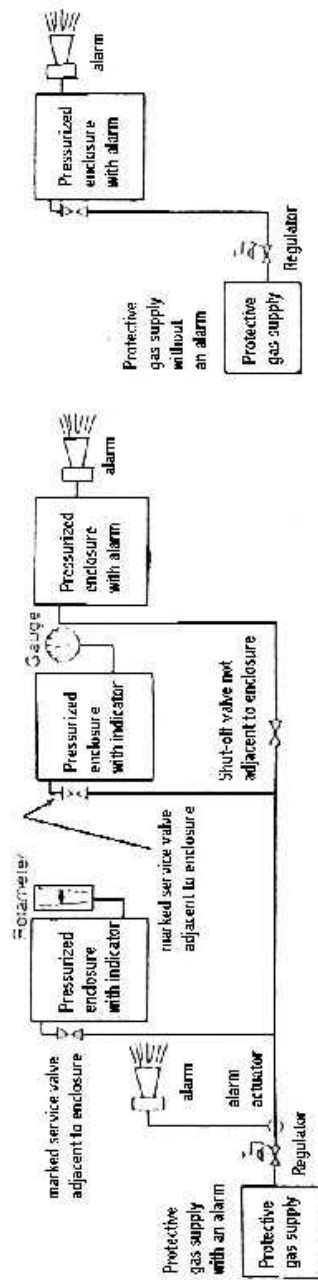 marked service valve
adjacent to enclosure
Rotameter
Pressurized
enclosure
with indicator
marked service valve
adjacent to enclosure
Gauge
Pressurized
enclosure
with indicator
Pressurized
enclosure
with alarm
alarm
Protective
gas supply
with an alarm
alarm
alarm
actuator
Shut-off valve not
adjacent to enclosure
Protective
gas supply
Regulator
Pressurized
enclosure
with alarm
alarm
Protective
gas supply
without
an alarm
Protective
gas supply
Regulator